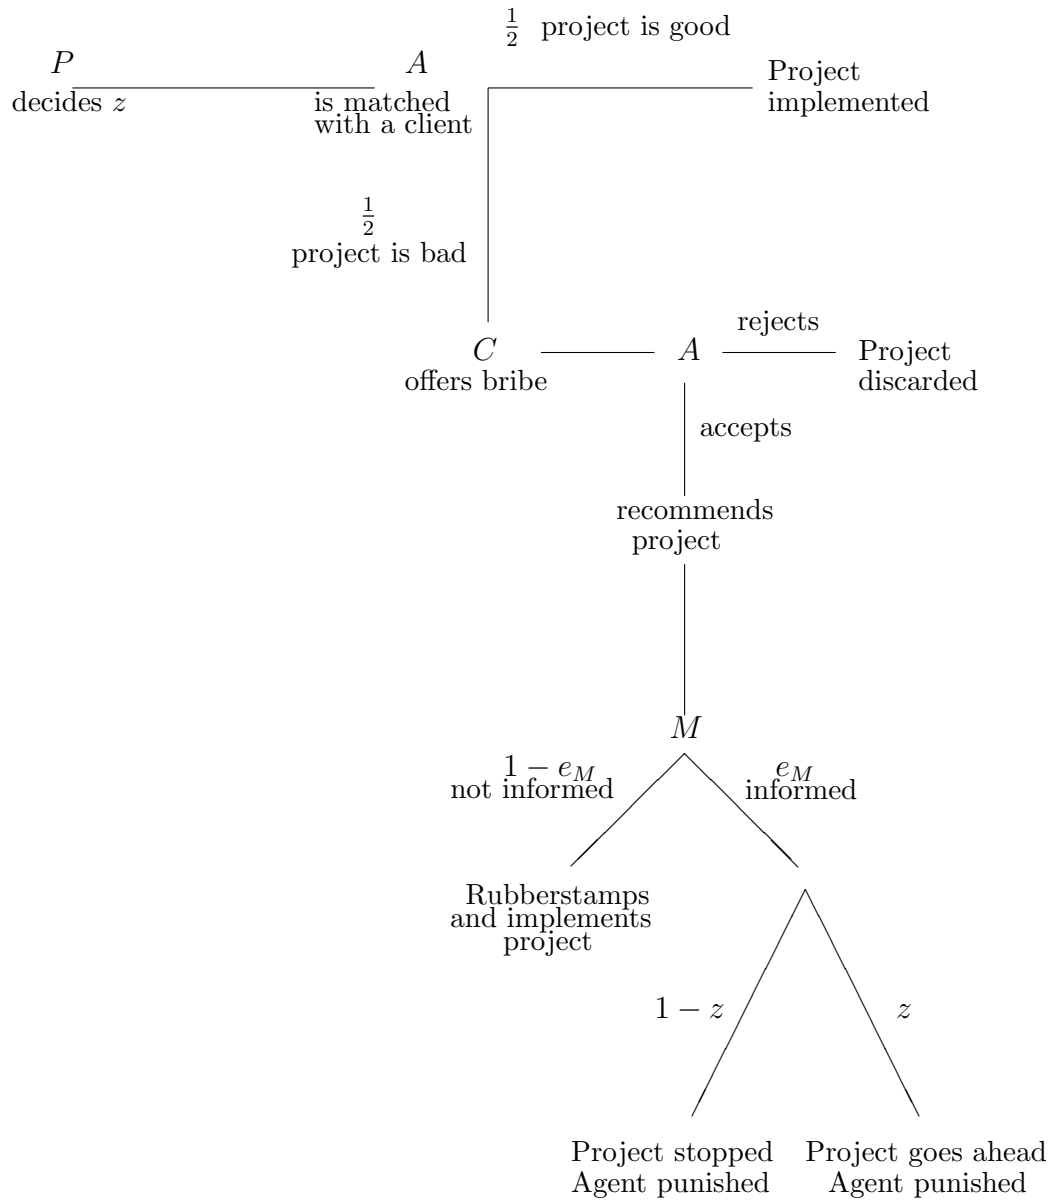 1/2 project is good
P
A
decides z
is matched
with a client
Project
implemented
1/2
project is bad
C
offers bribe
A
rejects
Project
discarded
accepts
recommends
project
M
1 − e_M
not informed
e_M
informed
Rubberstamps
and implements
project
1 − z
z
Project stopped
Agent punished
Project goes ahead
Agent punished